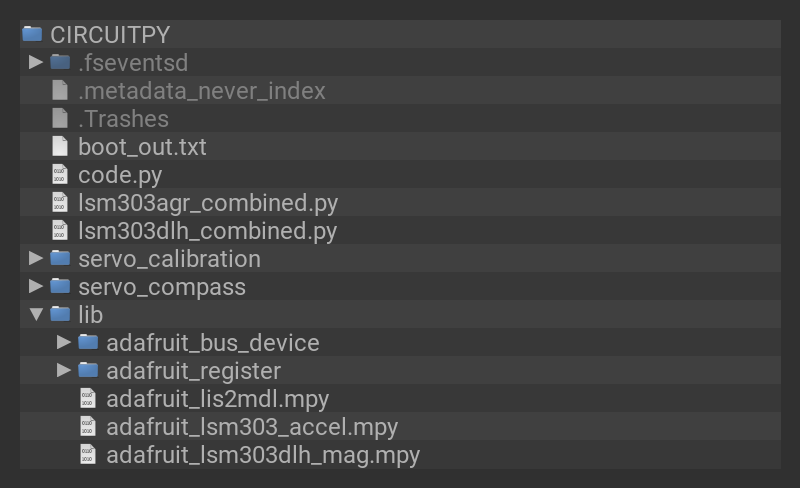 CIRCUITPY
.fseventsd
.metadata_never_index
.Trashes
boot_out.txt
code.py
lsm303agr_combined.py
lsm303dlh_combined.py
servo_calibration
servo_compass
lib
adafruit_bus_device
adafruit_register
adafruit_lis2mdl.mpy
adafruit_lsm303_accel.mpy
adafruit_lsm303dlh_mag.mpy